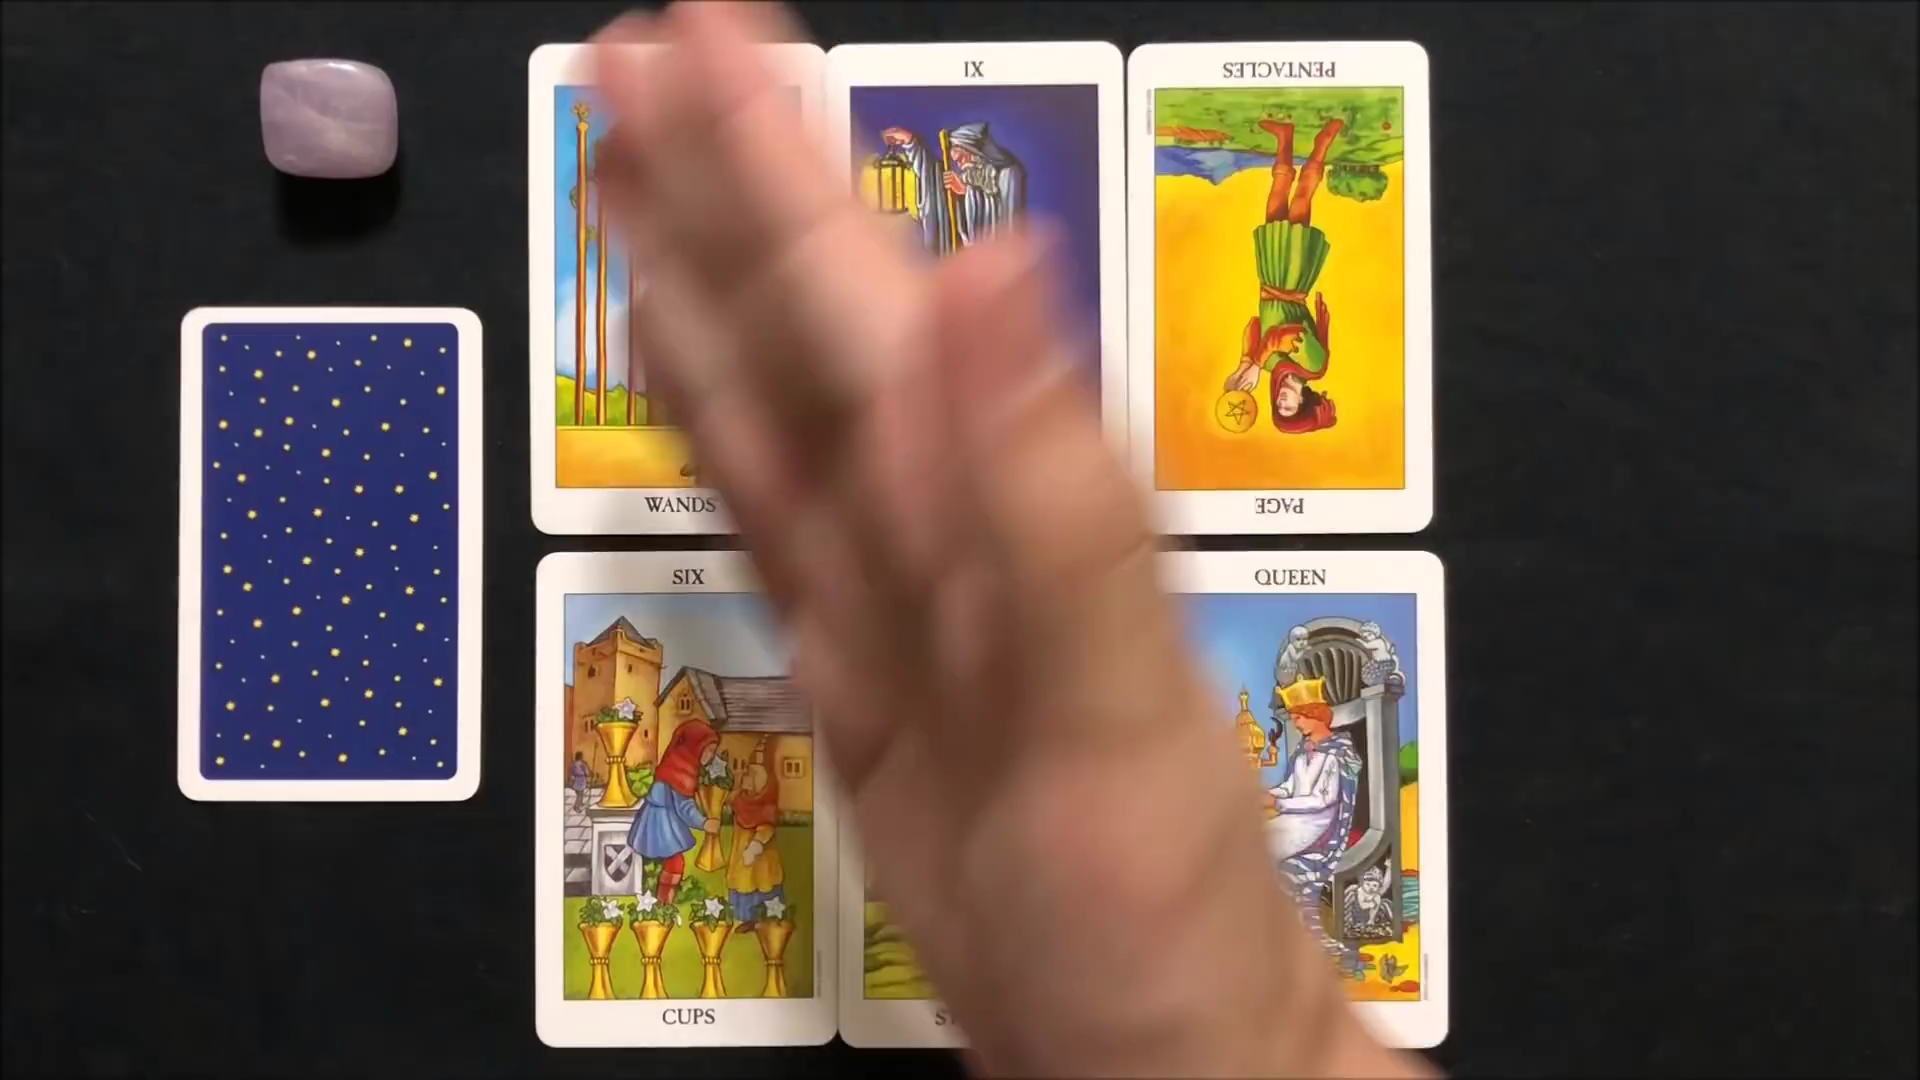 IX
PENTACLES
WANDS
PAGE
SIX
QUEEN
CUPS